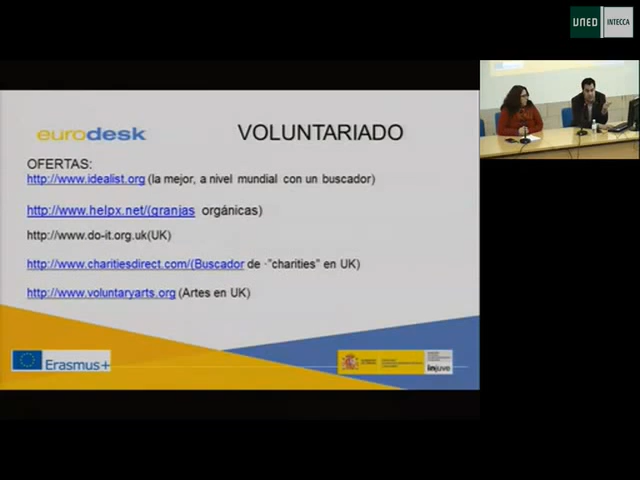 UNED
INTECCA
eurodesk
VOLUNTARIADO
OFERTAS:
http://www.idealist.org (la mejor, a nivel mundial con un buscador)
http://www.helpx.net/(granjas orgánicas)
http://www.do-it.org.uk(UK)
http://www.charitiesdirect.com/(Buscador de -"charities" en UK)
http://www.voluntaryarts.org (Artes en UK)
Erasmus+
injuve